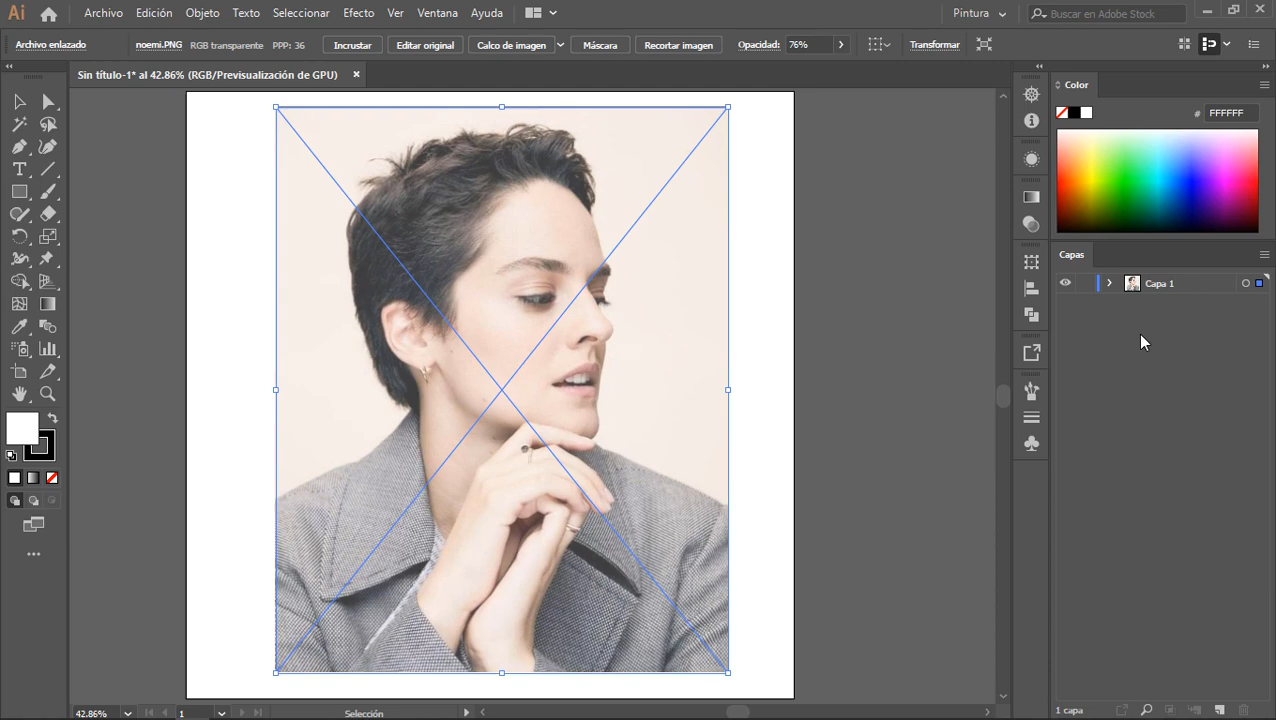 Ai Archivo Edición Objeto Texto Seleccionar Efecto Ver Ventana Ayuda Pintura Buscar en Adobe Stock
Archivo enlazado noemi.PNG RGB transparente PPP: 36 Incrustar Editar original Calco de imagen Máscara Recortar imagen Opacidad: 76% Transformar
Sin título-1* al 42.86% (RGB/Previsualización de GPU)
Color
# FFFFFF
Capas
Capa 1
42.86% 1 Selección 1 capa